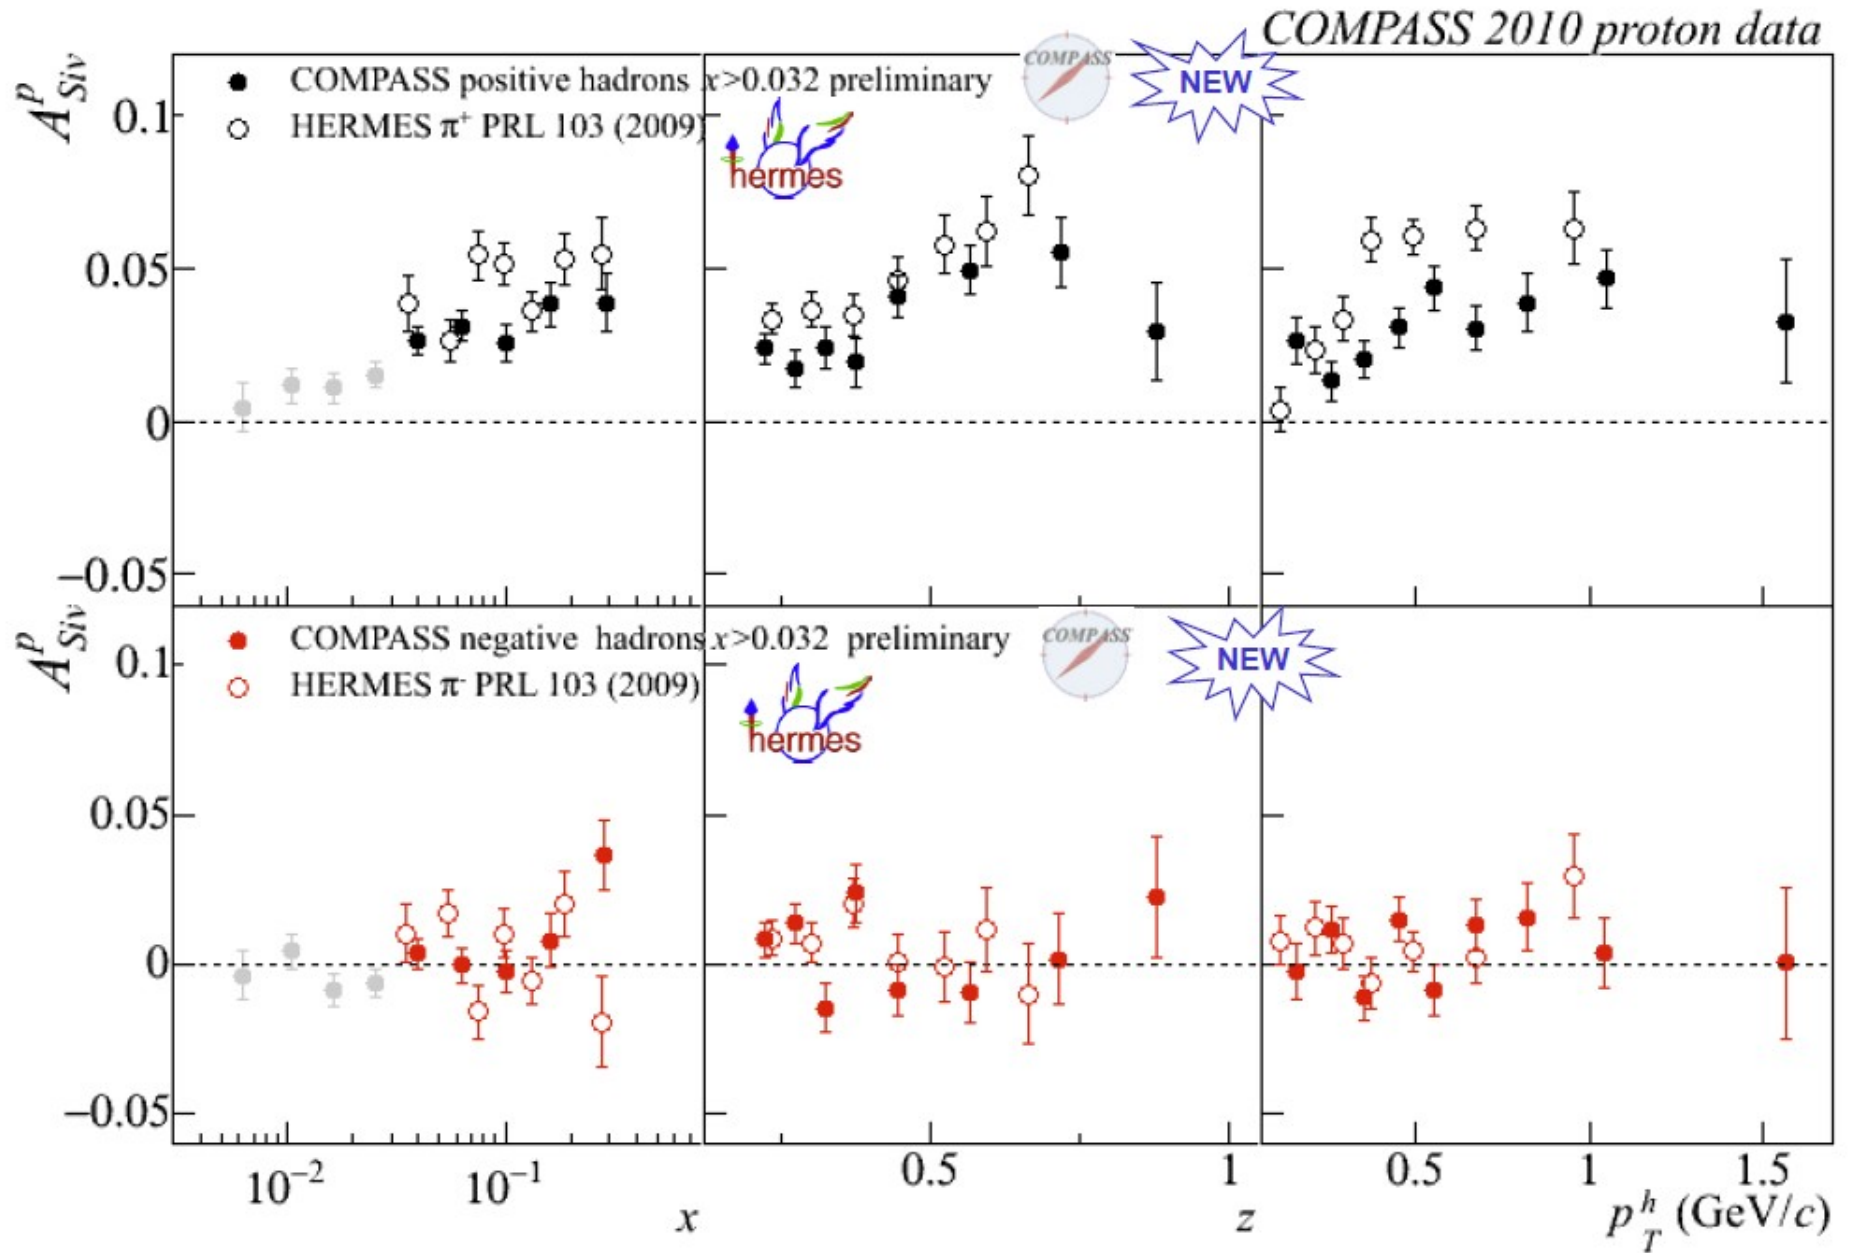 COMPASS 2010 proton data
A^p_Siv
COMPASS positive hadrons x>0.032 preliminary
COMPASS
NEW
HERMES π⁺ PRL 103 (2009)
hermes
0.1
0.05
0
−0.05
A^p_Siv
COMPASS negative hadrons x>0.032 preliminary
COMPASS
NEW
HERMES π⁻ PRL 103 (2009)
hermes
0.1
0.05
0
−0.05
10⁻² 10⁻¹ 0.5 1 0.5 1 1.5
x z p_T^h (GeV/c)